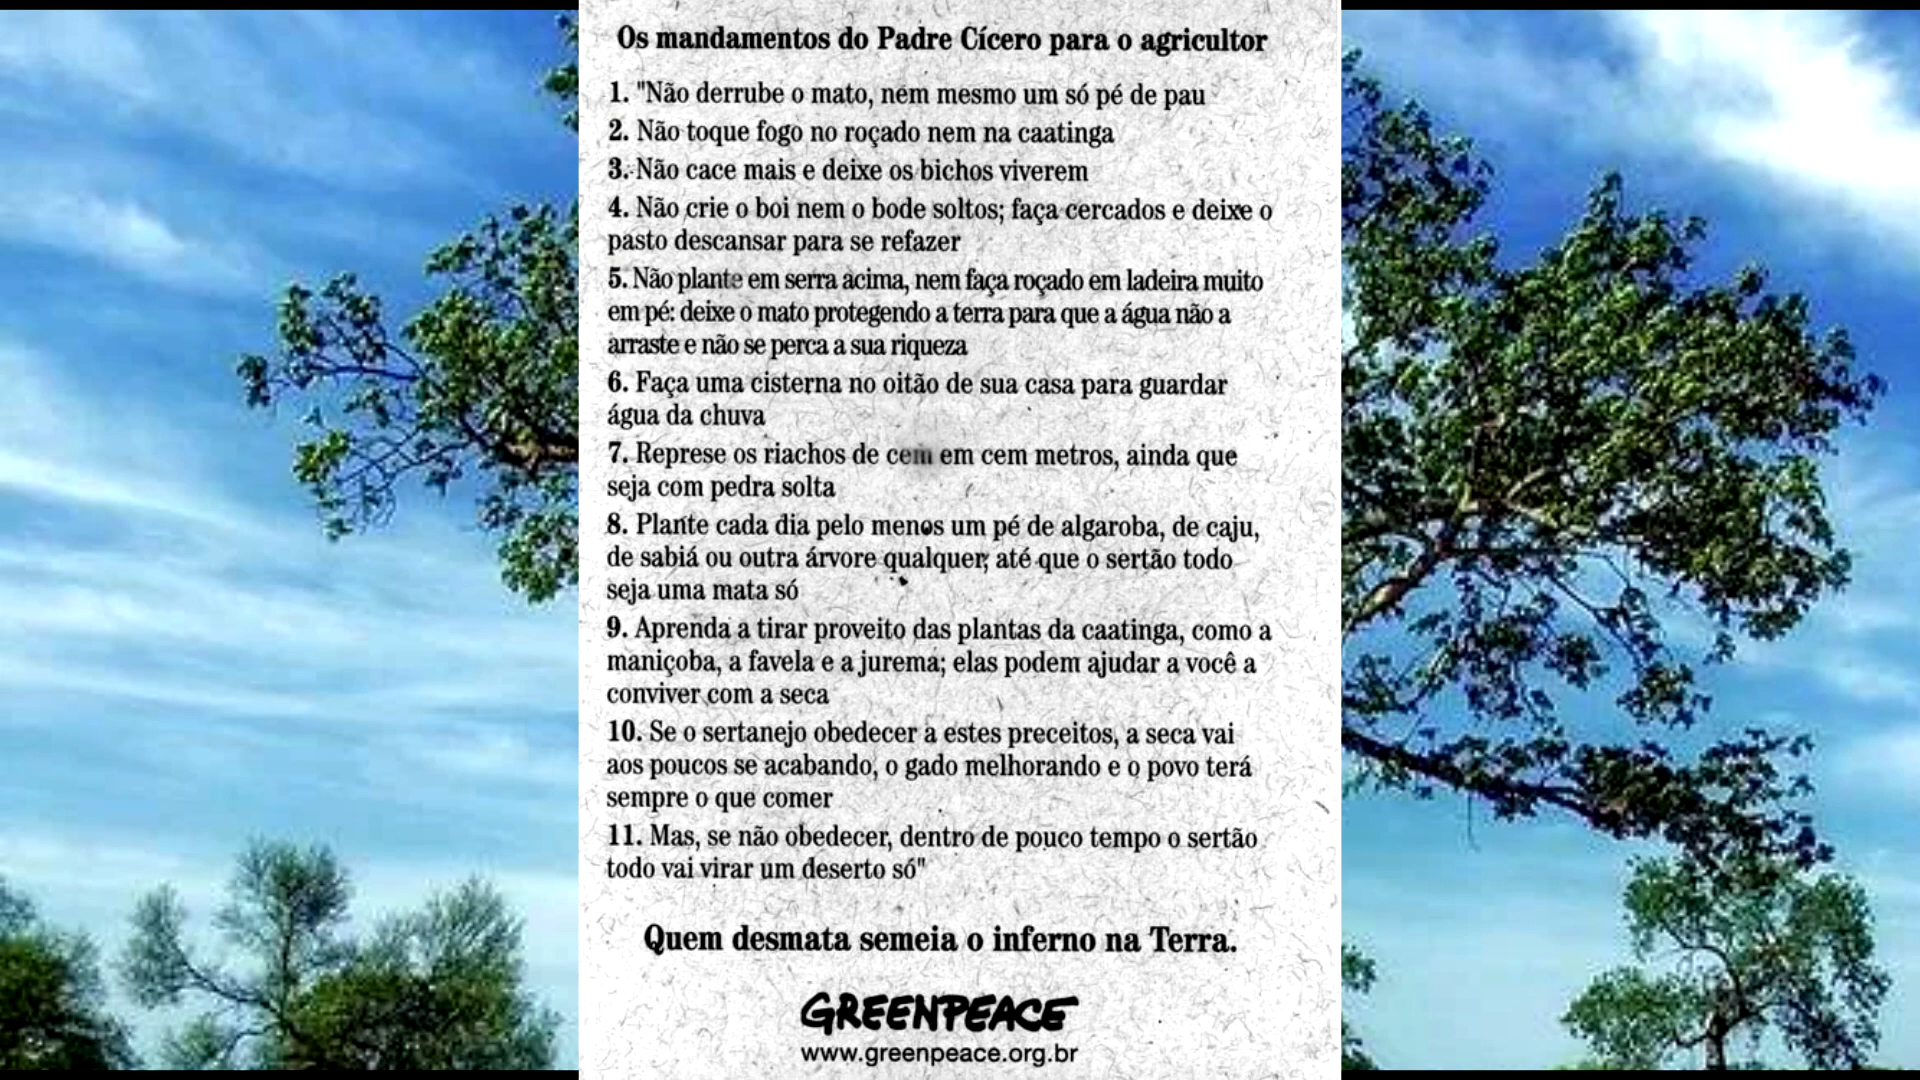 Os mandamentos do Padre Cícero para o agricultor
1. "Não derrube o mato, nem mesmo um só pé de pau
2. Não toque fogo no roçado nem na caatinga
3. Não cace mais e deixe os bichos viverem
4. Não crie o boi nem o bode soltos; faça cercados e deixe o
pasto descansar para se refazer
5. Não plante em serra acima, nem faça roçado em ladeira muito
em pé: deixe o mato protegendo a terra para que a água não a
arraste e não se perca a sua riqueza
6. Faça uma cisterna no oitão de sua casa para guardar
água da chuva
7. Represe os riachos de cem em cem metros, ainda que
seja com pedra solta
8. Plante cada dia pelo menos um pé de algaroba, de caju,
de sabiá ou outra árvore qualquer, até que o sertão todo
seja uma mata só
9. Aprenda a tirar proveito das plantas da caatinga, como a
maniçoba, a favela e a jurema; elas podem ajudar a você a
conviver com a seca
10. Se o sertanejo obedecer a estes preceitos, a seca vai
aos poucos se acabando, o gado melhorando e o povo terá
sempre o que comer
11. Mas, se não obedecer, dentro de pouco tempo o sertão
todo vai virar um deserto só"
Quem desmata semeia o inferno na Terra.
GREENPEACE
www.greenpeace.org.br